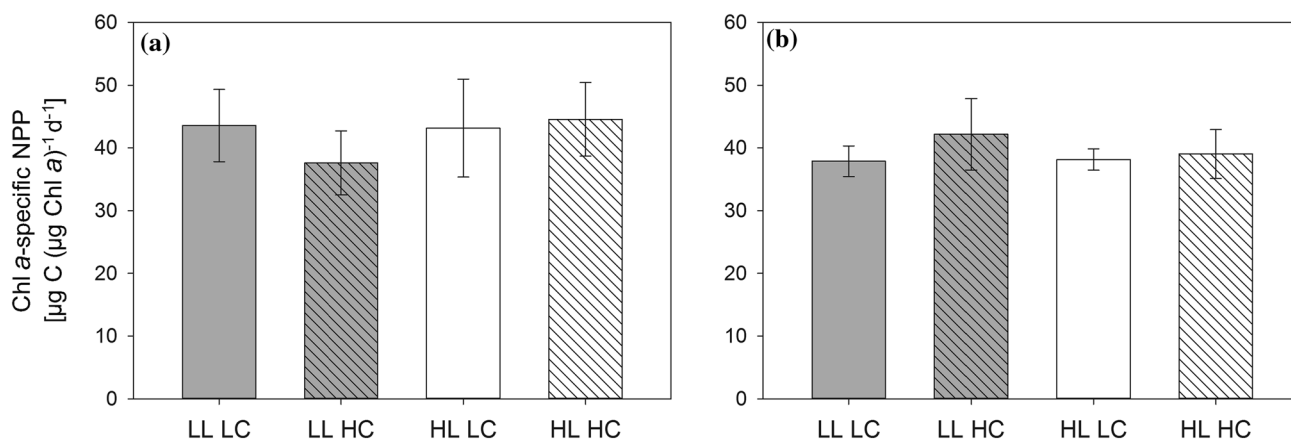 (a)
(b)
Chl a-specific NPP
[µg C (µg Chl a)⁻¹ d⁻¹]
60
50
40
30
20
10
0
LL LC LL HC HL LC HL HC
60
50
40
30
20
10
0
LL LC LL HC HL LC HL HC